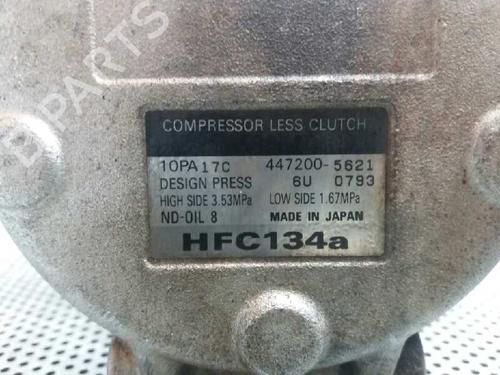 B-PARTS
COMPRESSOR LESS CLUTCH
10PA17C 447200-5621
DESIGN PRESS 6U 0793
HIGH SIDE 3.53MPa LOW SIDE 1.67MPa
ND-OIL 8 MADE IN JAPAN
HFC134a